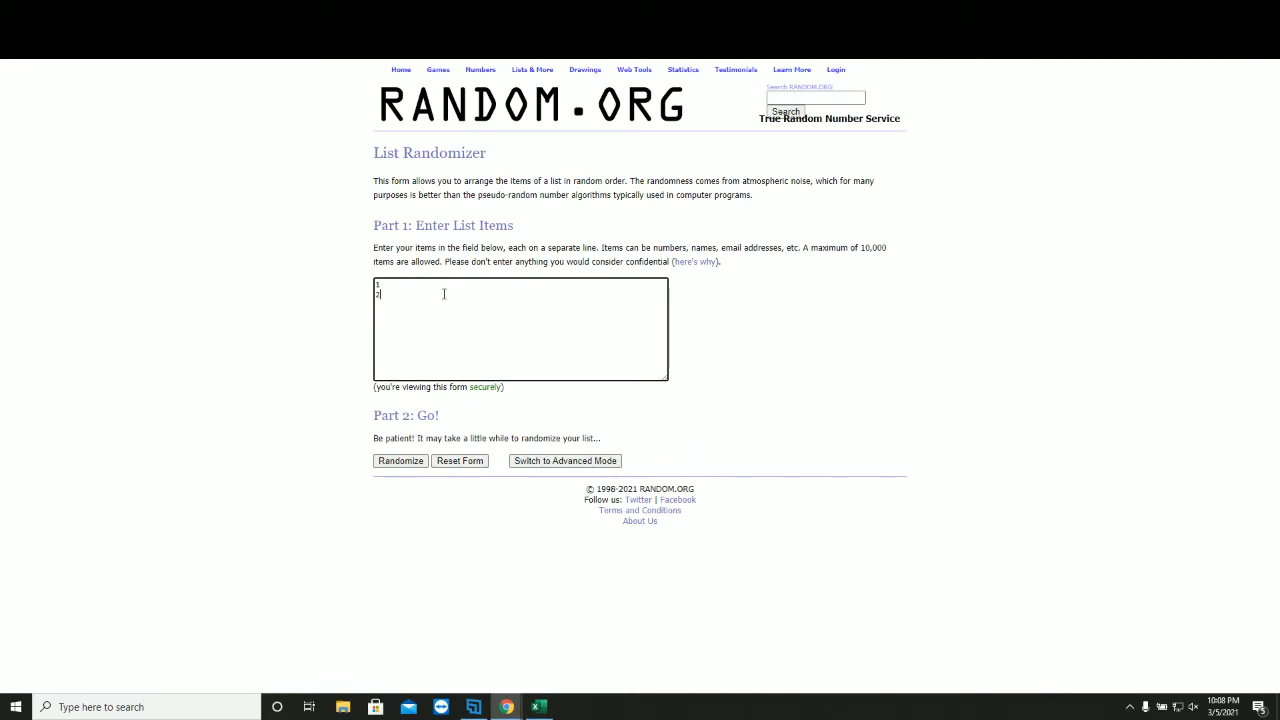 Home Games Numbers Lists & More Drawings Web Tools Statistics Testimonials Learn More Login
RANDOM.ORG
Search RANDOM.ORG
Search
True Random Number Service
List Randomizer
This form allows you to arrange the items of a list in random order. The randomness comes from atmospheric noise, which for many
purposes is better than the pseudo-random number algorithms typically used in computer programs.
Part 1: Enter List Items
Enter your items in the field below, each on a separate line. Items can be numbers, names, email addresses, etc. A maximum of 10,000
items are allowed. Please don't enter anything you would consider confidential (here's why).
1
2
(you're viewing this form securely)
Part 2: Go!
Be patient! It may take a little while to randomize your list...
Randomize Reset Form Switch to Advanced Mode
© 1998-2021 RANDOM.ORG
Follow us: Twitter | Facebook
Terms and Conditions
About Us
Type here to search
10:08 PM
3/5/2021